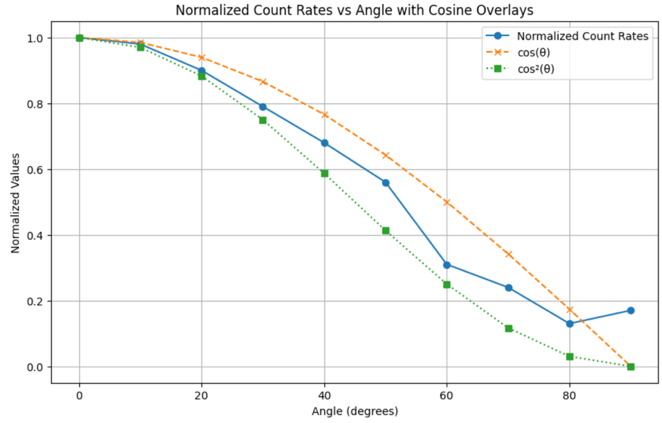 Normalized Count Rates vs Angle with Cosine Overlays
Normalized Count Rates
cos(θ)
cos²(θ)
1.0
0.8
0.6
0.4
0.2
0.0
Normalized Values
0
20
40
60
80
Angle (degrees)